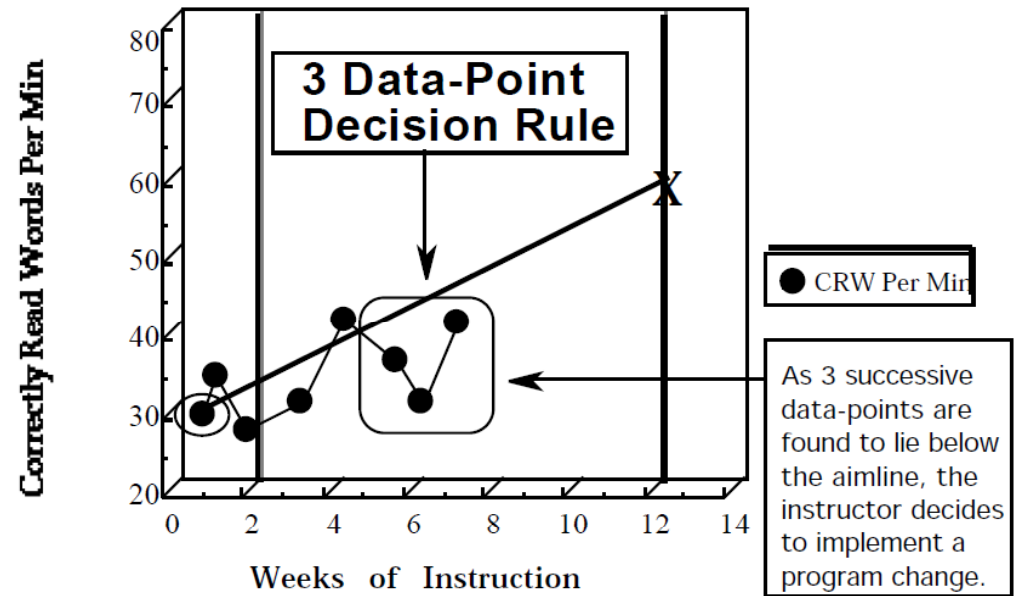 Correctly Read Words Per Min
80
70
60
50
40
30
20
3 Data-Point
Decision Rule
X
CRW Per Min
As 3 successive
data-points are
found to lie below
the aimline, the
instructor decides
to implement a
program change.
0 2 4 6 8 10 12 14
Weeks of Instruction